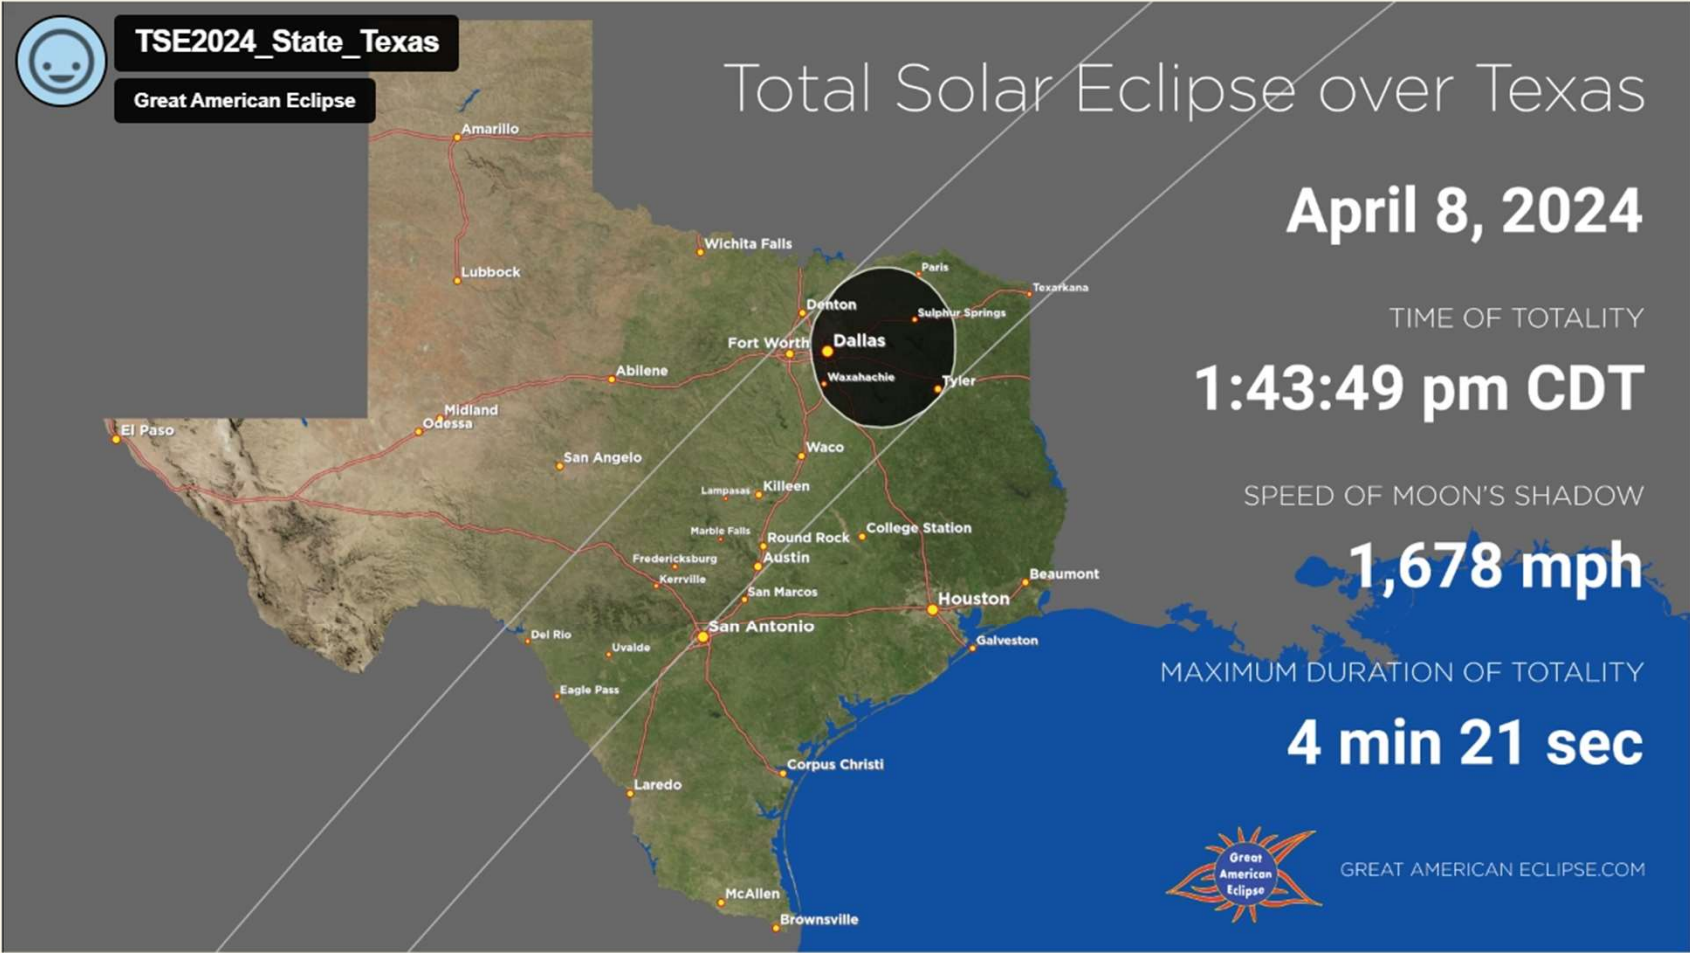 TSE2024_State_Texas
Great American Eclipse
Total Solar Eclipse over Texas
April 8, 2024
TIME OF TOTALITY
1:43:49 pm CDT
SPEED OF MOON'S SHADOW
1,678 mph
MAXIMUM DURATION OF TOTALITY
4 min 21 sec
Great
American
Eclipse
GREAT AMERICAN ECLIPSE.COM
Amarillo
Lubbock
Wichita Falls
Paris
Texarkana
Denton
Sulphur Springs
Fort Worth
Dallas
Abilene
Waxahachie
Tyler
Midland
Odessa
El Paso
San Angelo
Waco
Lampasas
Killeen
Marble Falls
Round Rock
College Station
Fredericksburg
Austin
Kerrville
San Marcos
Beaumont
Houston
San Antonio
Del Rio
Uvalde
Galveston
Eagle Pass
Corpus Christi
Laredo
McAllen
Brownsville